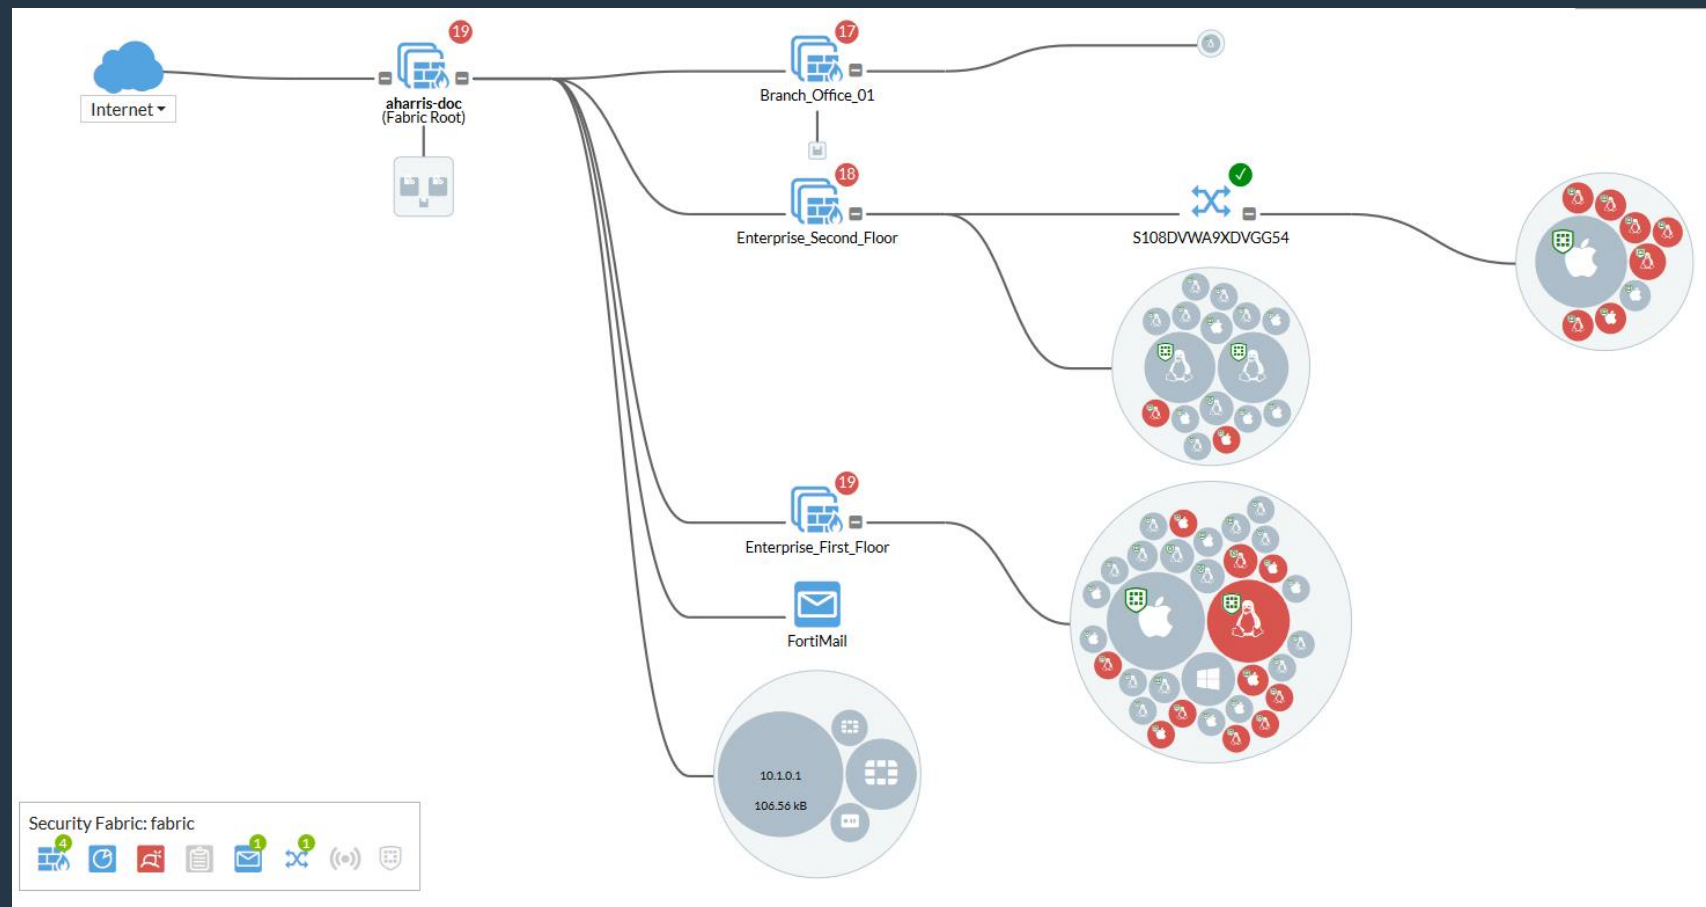 19
17
Internet
aharris-doc
(Fabric Root)
Branch_Office_01
18
Enterprise_Second_Floor
S108DVWA9XDVGG54
19
Enterprise_First_Floor
FortiMail
10.1.0.1
106.56 kB
Security Fabric: fabric
4
1
1